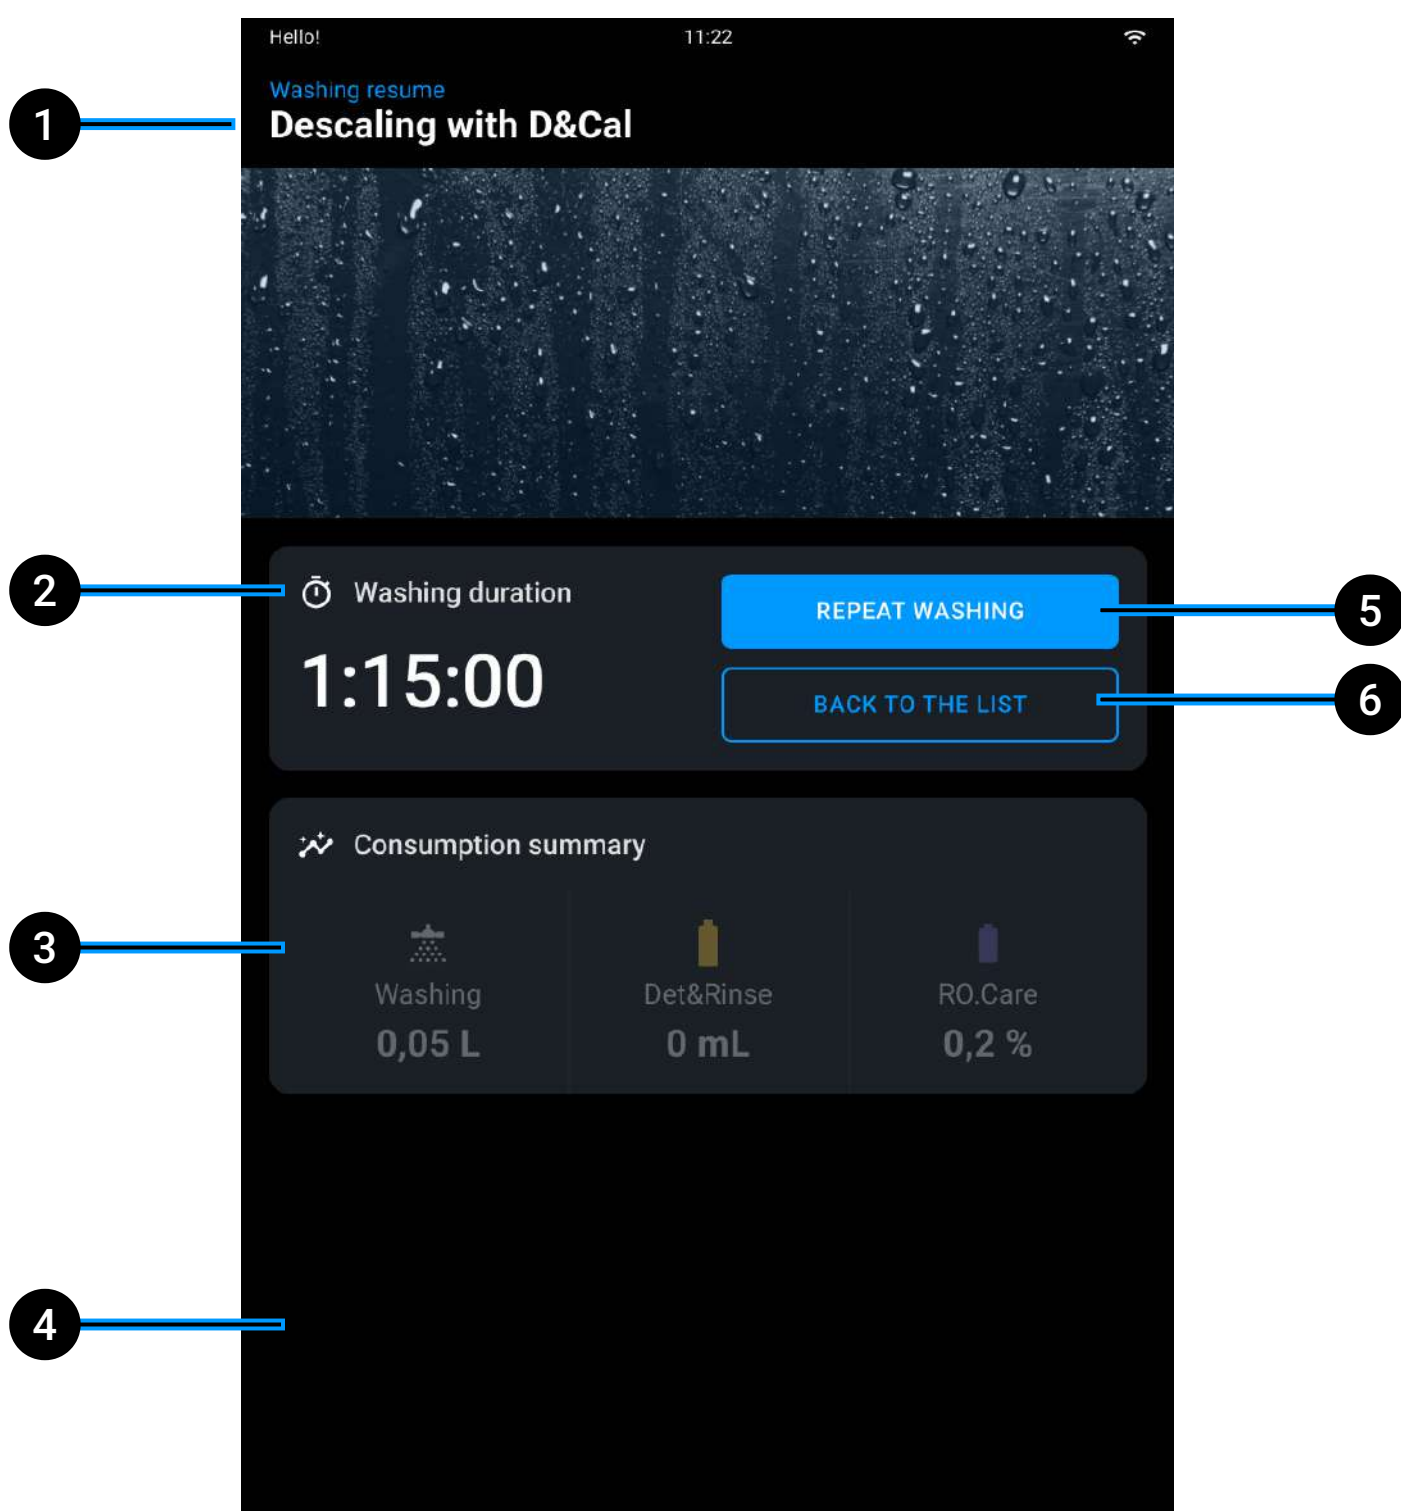 Hello!
11:22
Washing resume
1
Descaling with D&Cal
2
Washing duration
REPEAT WASHING
5
1:15:00
BACK TO THE LIST
6
Consumption summary
3
Washing
Det&Rinse
RO.Care
0,05 L
0 mL
0,2 %
4